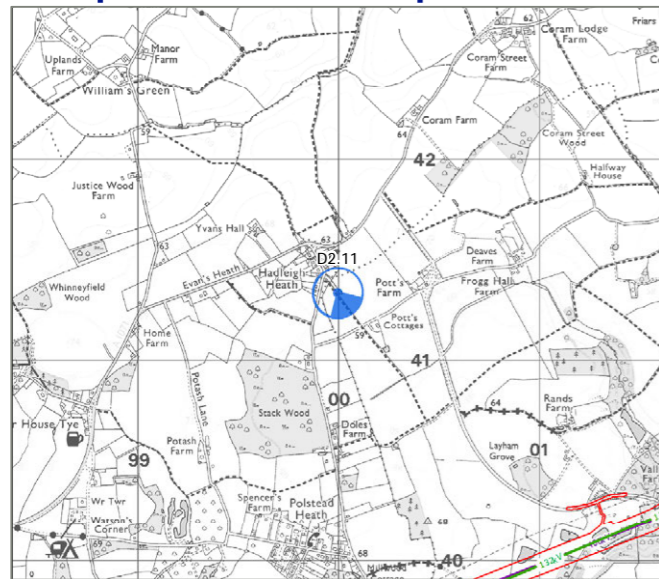 62
Friars
Coram Lodge
Farm
Manor
Farm
Uplands
Farm
Coram Street
Farm
William's Green
59
64
Coram Farm
Coram Street
Wood
42
Halfway
House
Justice Wood
Farm
Yvans Hall
63
63
Deaves
Farm
D2.11
Evan's Heath
Hadleigh
Heath
Pott's
Farm
Frogg Hall
Farm
Whinneyfield
Wood
Pott's
Cottages
59
Home
Farm
41
Potash Lane
00
64
Rands
Farm
r House Tye
Stack Wood
Doles
Farm
Layham
Grove
01
Potash
Farm
99
Spencer's
Farm
Polstead
Heath
Wr Twr
Watson's
Corner
69
68
68
40